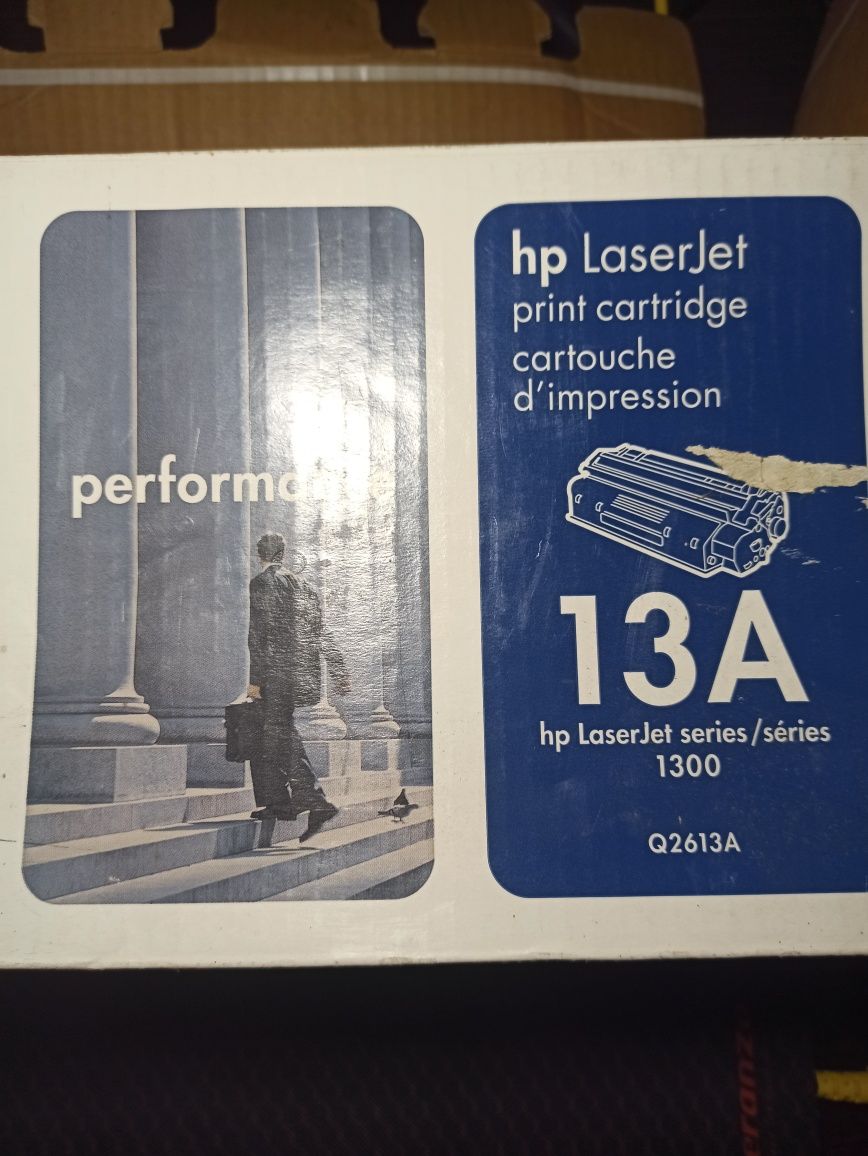 performance
hp LaserJet
print cartridge
cartouche
d'impression
13A
hp LaserJet series/séries
1300
Q2613A